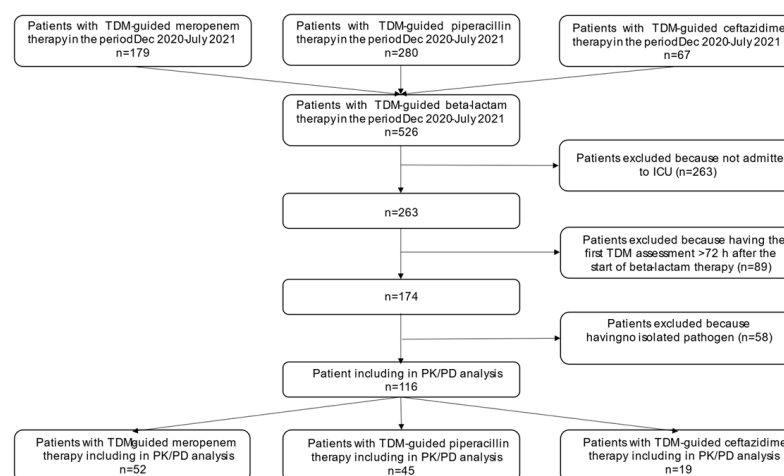 Patients with TDM-guided meropenem
therapy in the period Dec 2020-July 2021
n=179
Patients with TDM-guided piperacillin
therapy in the period Dec 2020-July 2021
n=280
Patients with TDM-guided ceftazidime
therapy in the period Dec 2020-July 2021
n=67
Patients with TDM-guided beta-lactam
therapy in the period Dec 2020-July 2021
n=526
Patients excluded because not admitte
to ICU (n=263)
n=263
Patients excluded because having the
first TDM assessment >72 h after the
start of beta-lactam therapy (n=89)
n=174
Patients excluded because
having no isolated pathogen (n=58)
Patient including in PK/PD analysis
n=116
Patients with TDM-guided meropenem
therapy including in PK/PD analysis
n=52
Patients with TDM-guided piperacillin
therapy including in PK/PD analysis
n=45
Patients with TDM-guided ceftazidime
therapy including in PK/PD analysis
n=19